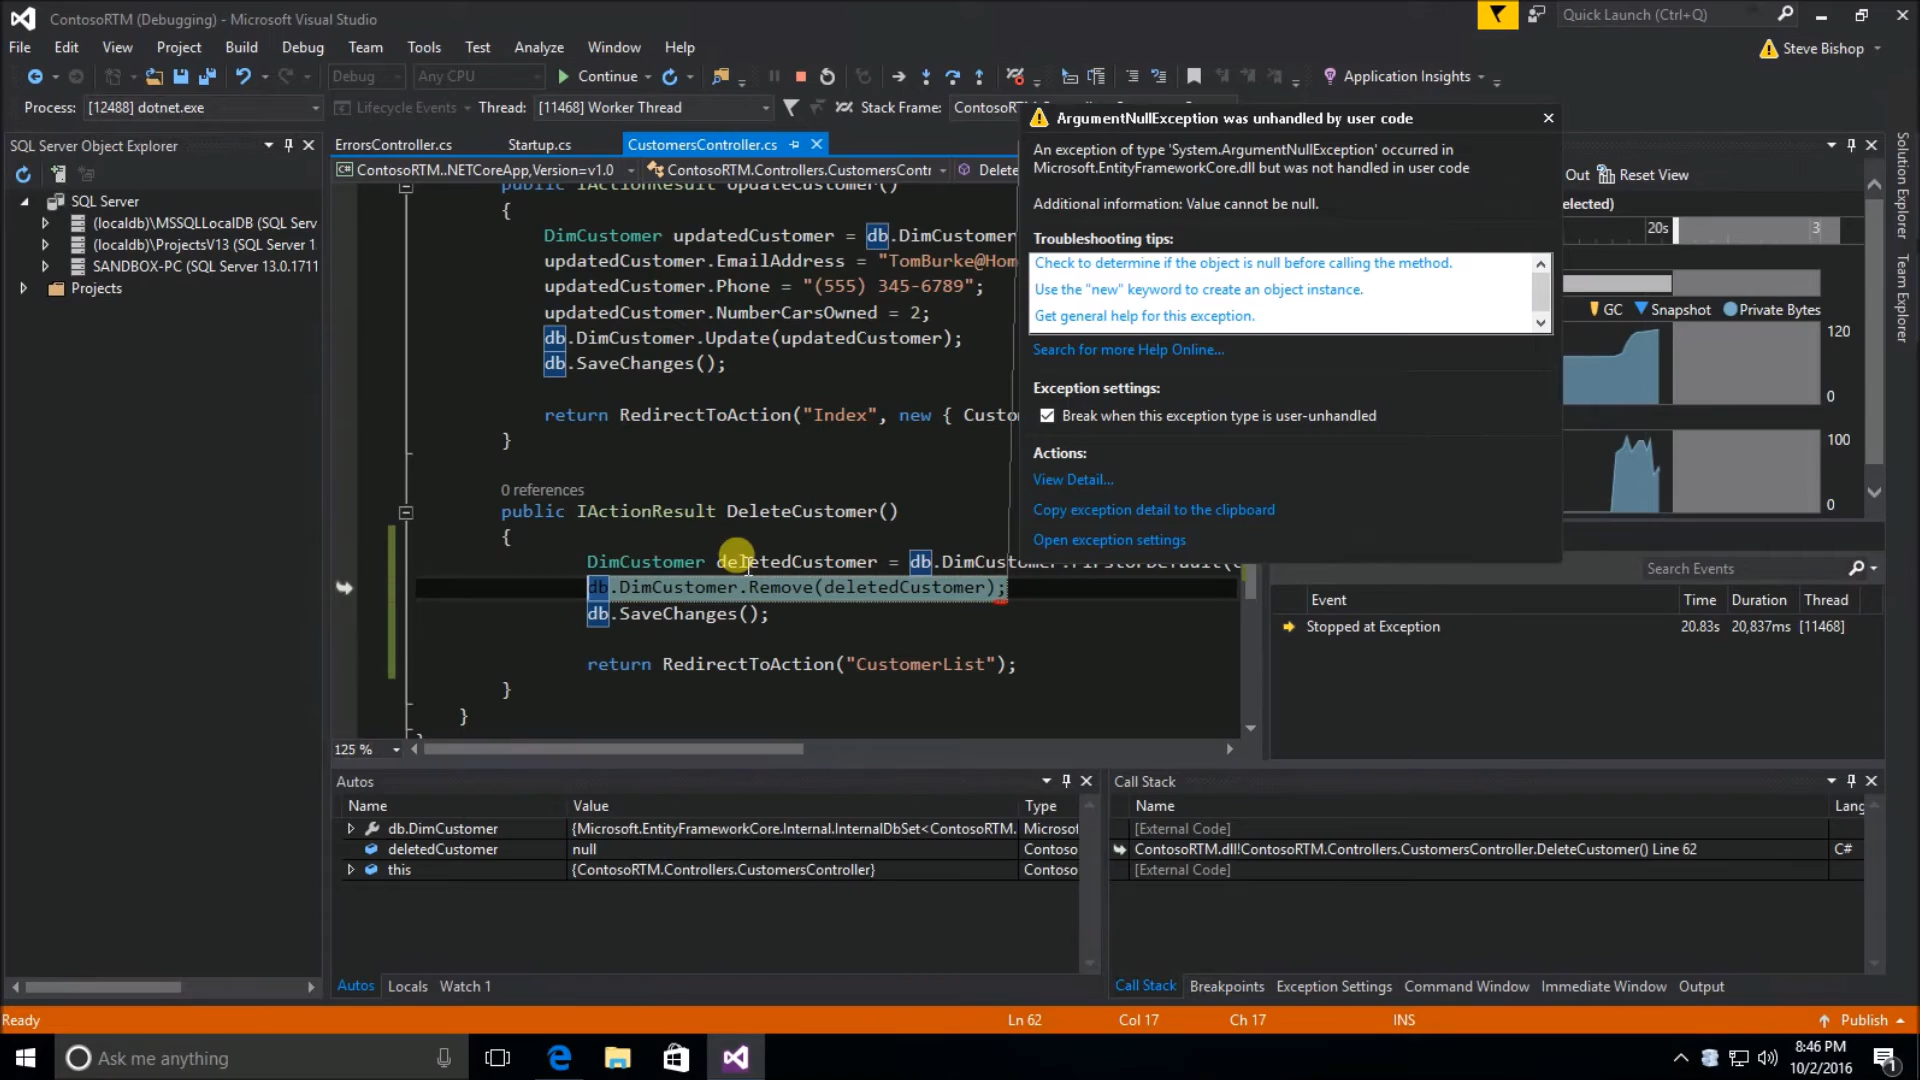 ContosoRTM (Debugging) - Microsoft Visual Studio
Quick Launch (Ctrl+Q)
File Edit View Project Build Debug Team Tools Test Analyze Window Help
Steve Bishop
Debug Any CPU Continue Application Insights
Process: [12488] dotnet.exe Lifecycle Events Thread: [11468] Worker Thread Stack Frame:
SQL Server Object Explorer
SQL Server
(localdb)\MSSQLLocalDB (SQL Serv
(localdb)\ProjectsV13 (SQL Server 1
SANDBOX-PC (SQL Server 13.0.1711
Projects
ErrorsController.cs Startup.cs CustomersController.cs
ContosoRTM..NETCoreApp,Version=v1.0 ContosoRTM.Controllers.CustomersContr Delete
public IActionResult UpdateCustomer()
{
DimCustomer updatedCustomer = db.DimCustomer
updatedCustomer.EmailAddress = "TomBurke@Hom
updatedCustomer.Phone = "(555) 345-6789";
updatedCustomer.NumberCarsOwned = 2;
db.DimCustomer.Update(updatedCustomer);
db.SaveChanges();
return RedirectToAction("Index", new { Custo
}
0 references
public IActionResult DeleteCustomer()
{
DimCustomer deletedCustomer = db.DimCustomer.FirstOrDefault(
db.DimCustomer.Remove(deletedCustomer);
db.SaveChanges();
return RedirectToAction("CustomerList");
}
}
125 %
ArgumentNullException was unhandled by user code
An exception of type 'System.ArgumentNullException' occurred in
Microsoft.EntityFrameworkCore.dll but was not handled in user code
Additional information: Value cannot be null.
Troubleshooting tips:
Check to determine if the object is null before calling the method.
Use the "new" keyword to create an object instance.
Get general help for this exception.
Search for more Help Online...
Exception settings:
Break when this exception type is user-unhandled
Actions:
View Detail...
Copy exception detail to the clipboard
Open exception settings
Out Reset View
elected)
20s 3
GC Snapshot Private Bytes
120
0
100
0
Search Events
Event Time Duration Thread
Stopped at Exception 20.83s 20,837ms [11468]
Solution Explorer
Team Explorer
Autos
Name Value Type
db.DimCustomer {Microsoft.EntityFrameworkCore.Internal.InternalDbSet<ContosoRTM. Microsof
deletedCustomer null Contoso
this {ContosoRTM.Controllers.CustomersController} Contoso
Autos Locals Watch 1
Call Stack
Name Lang
[External Code]
ContosoRTM.dll!ContosoRTM.Controllers.CustomersController.DeleteCustomer() Line 62 C#
[External Code]
Call Stack Breakpoints Exception Settings Command Window Immediate Window Output
Ready Ln 62 Col 17 Ch 17 INS Publish
Ask me anything
8:46 PM
10/2/2016
1